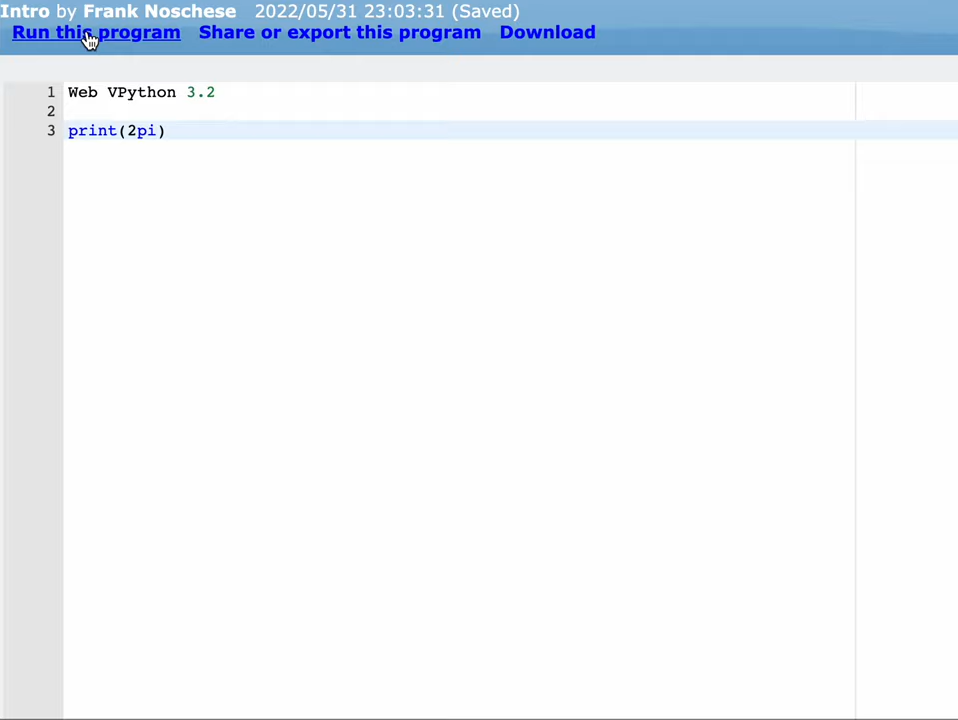 Intro by Frank Noschese 2022/05/31 23:03:31 (Saved)
Run this program Share or export this program Download
1 Web VPython 3.2
2
3 print(2pi)